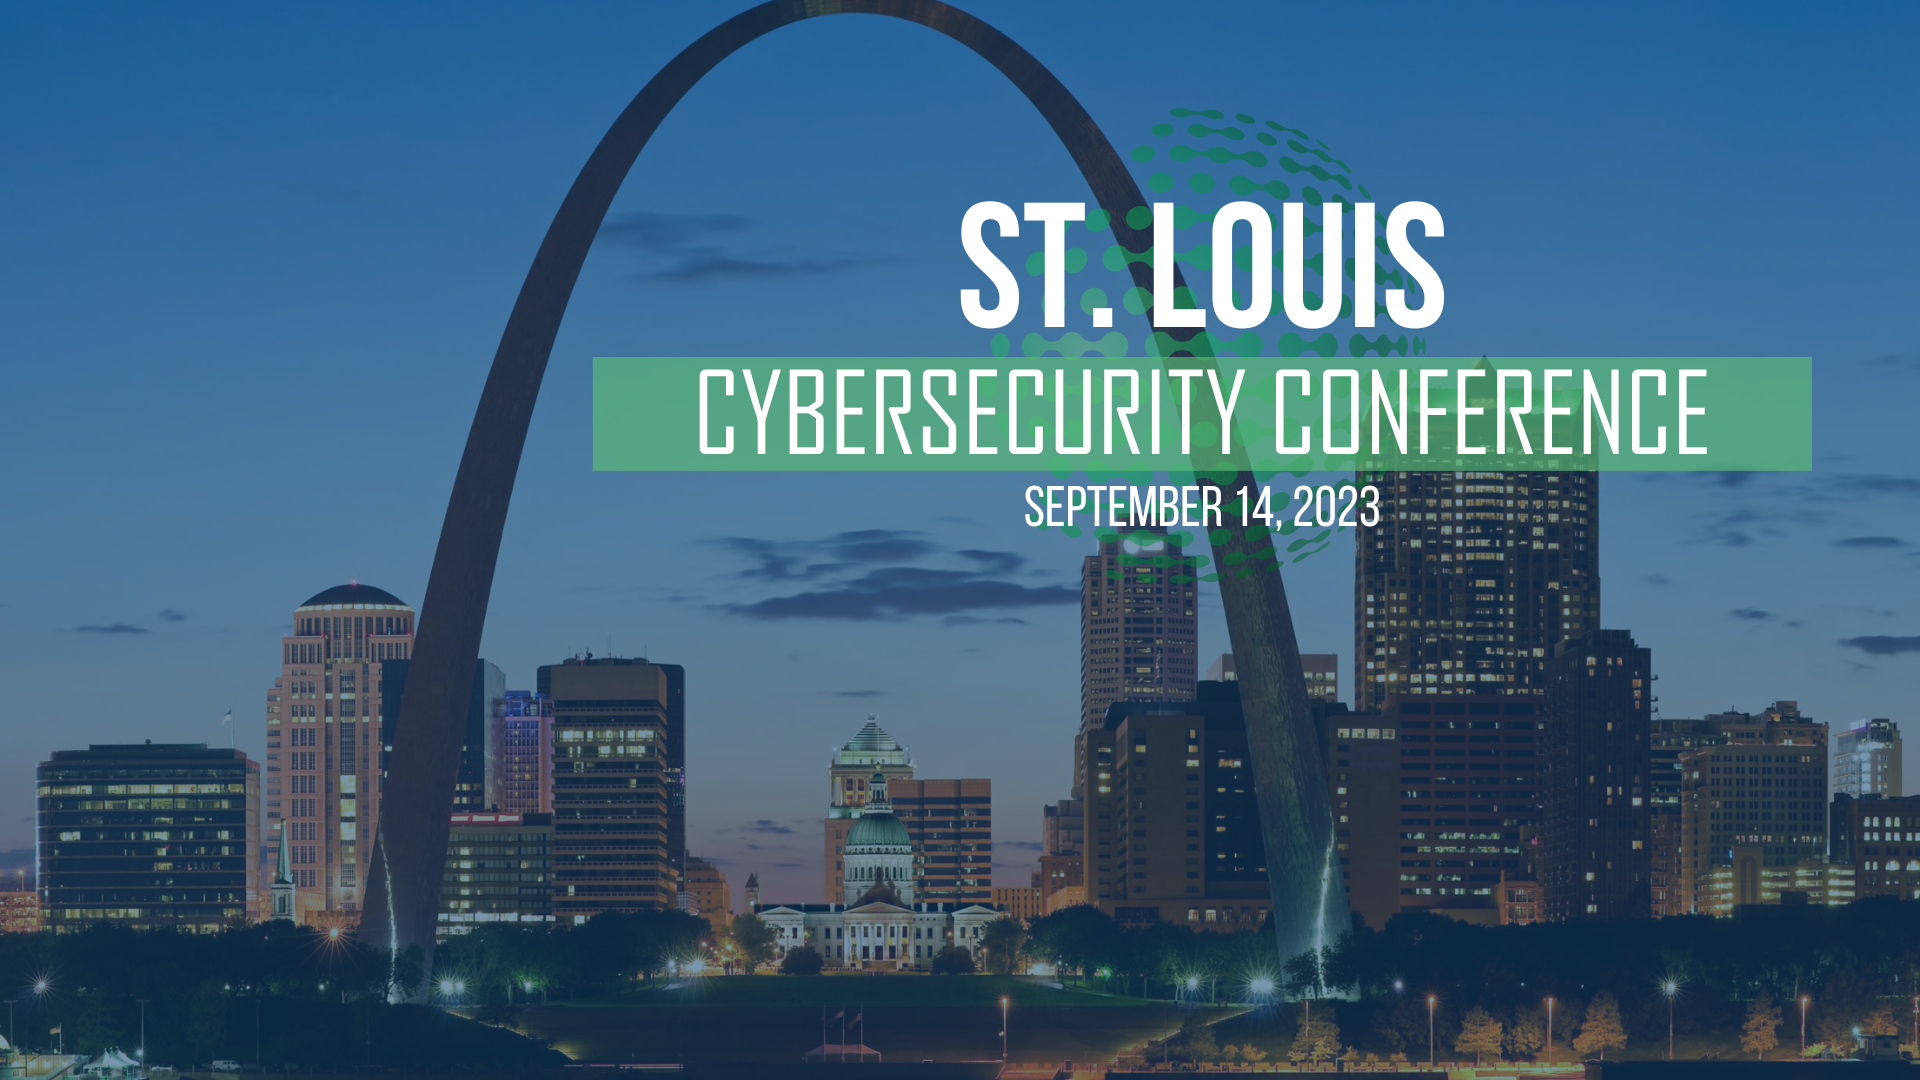 ST. LOUIS
CYBERSECURITY CONFERENCE
SEPTEMBER 14, 2023